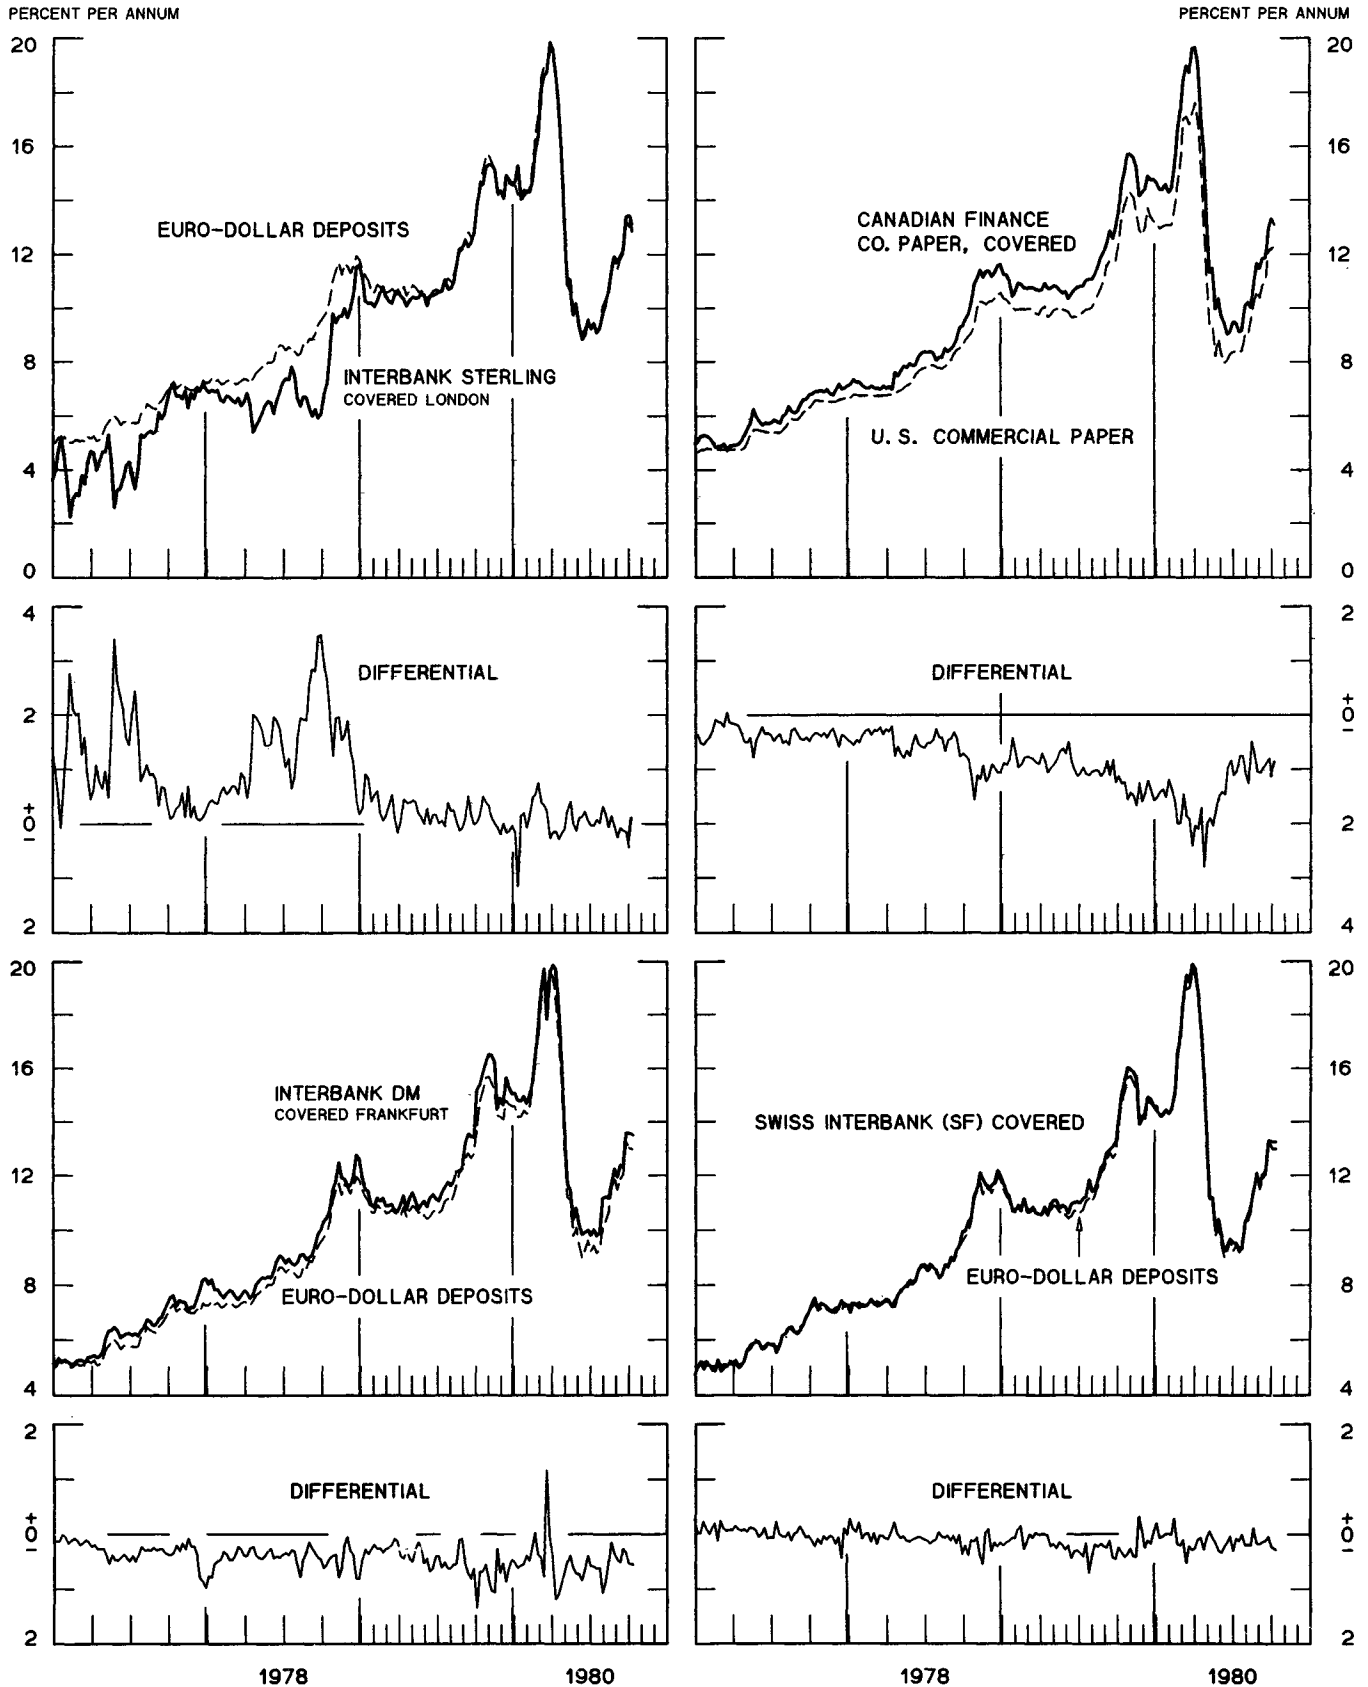 PERCENT PER ANNUM
PERCENT PER ANNUM
20
16
12
8
4
0
EURO-DOLLAR DEPOSITS
INTERBANK STERLING
COVERED LONDON
20
16
12
8
4
0
CANADIAN FINANCE
CO. PAPER, COVERED
U. S. COMMERCIAL PAPER
4
2
+
0
−
2
DIFFERENTIAL
2
+
0
−
2
4
DIFFERENTIAL
20
16
12
8
4
INTERBANK DM
COVERED FRANKFURT
EURO-DOLLAR DEPOSITS
20
16
12
8
4
SWISS INTERBANK (SF) COVERED
EURO-DOLLAR DEPOSITS
2
+
0
−
2
DIFFERENTIAL
2
+
0
−
2
DIFFERENTIAL
1978
1980
1978
1980